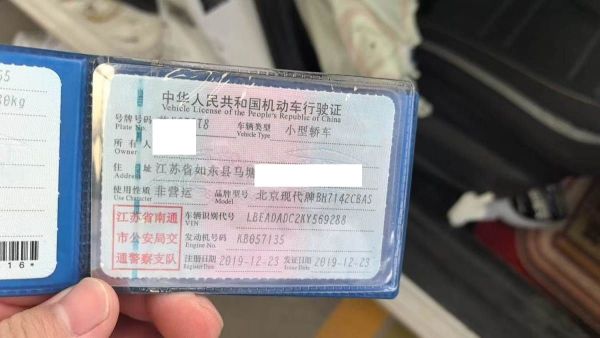 中华人民共和国机动车行驶证
Vehicle License of the People's Republic of China
号牌号码 T8 车辆类型 小型轿车
Plate No. Vehicle Type
所有人
Owner
住址 江苏省如东县马塘
Address
使用性质 非营运 品牌型号 北京现代牌BH7142CBAS
Use Character Model
江苏省南通
市公安局交
通警察支队
车辆识别代号 LBEADADC2KY569288
VIN
发动机号码 KB057135
Engine No.
注册日期 2019-12-23 发证日期 2019-12-23
Register Date Issue Date
55
80kg
16*